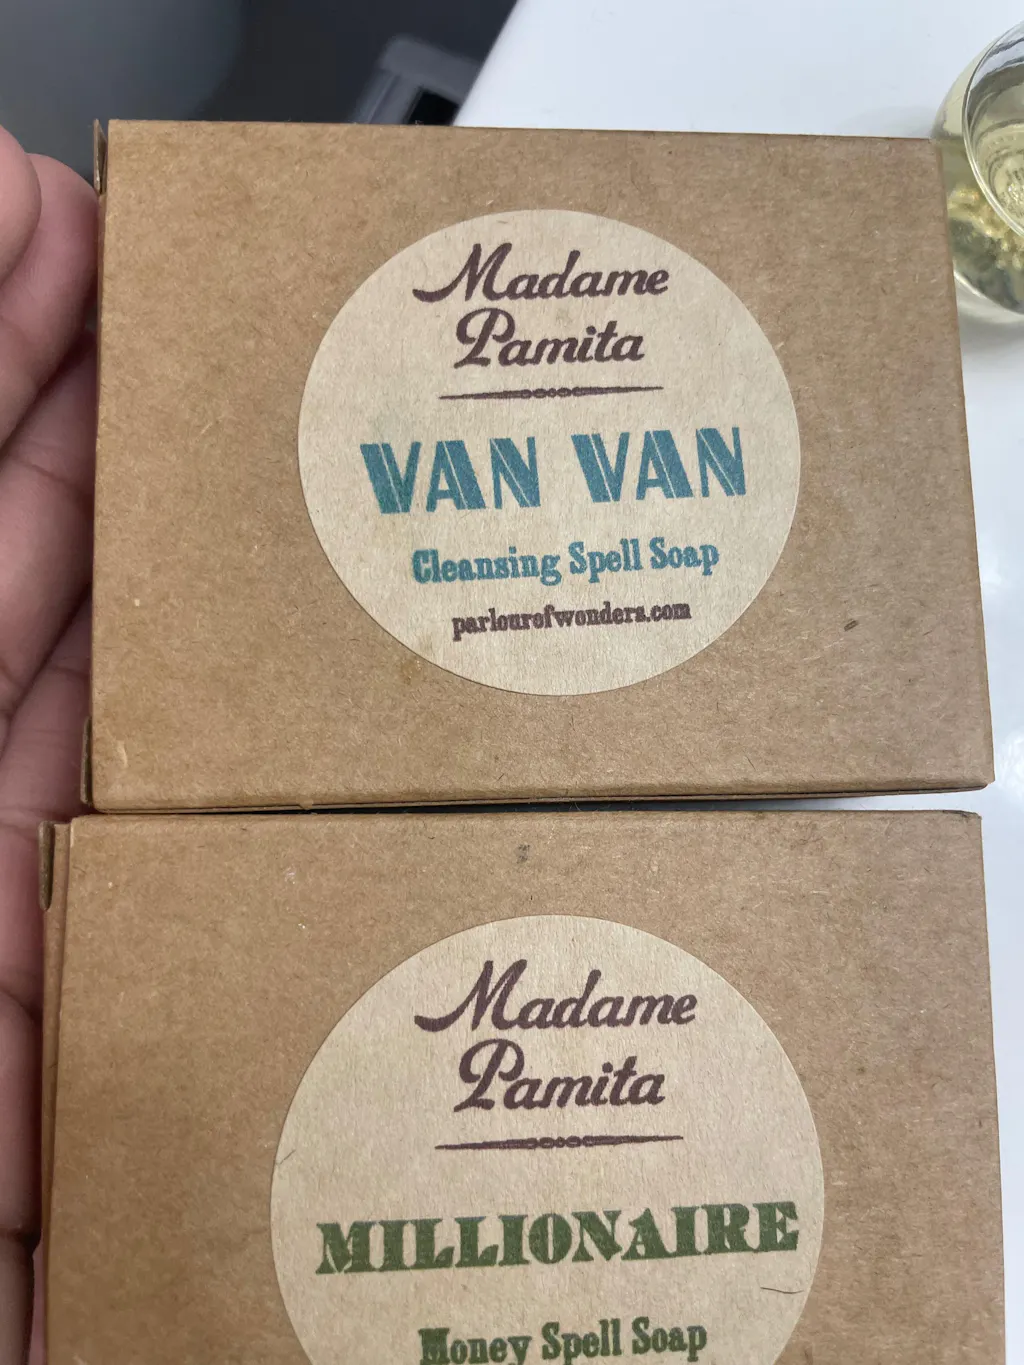 Madame
Pamita
VAN VAN
Cleansing Spell Soap
parlourofwonders.com
Madame
Pamita
MILLIONAIRE
Money Spell Soap